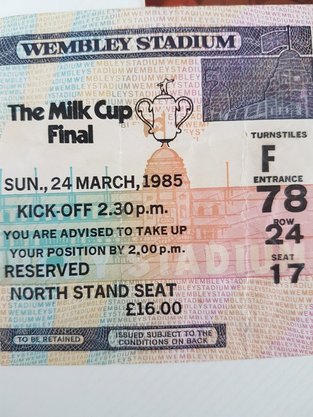 WEMBLEY STADIUM
The Milk Cup
Final
SUN., 24 MARCH, 1985
KICK-OFF 2.30 p.m.
YOU ARE ADVISED TO TAKE UP
YOUR POSITION BY 2.00 p.m.
RESERVED
NORTH STAND SEAT
£16.00
TURNSTILES
F
ENTRANCE
78
ROW
24
SEAT
17
TO BE RETAINED
ISSUED SUBJECT TO THE
CONDITIONS ON BACK